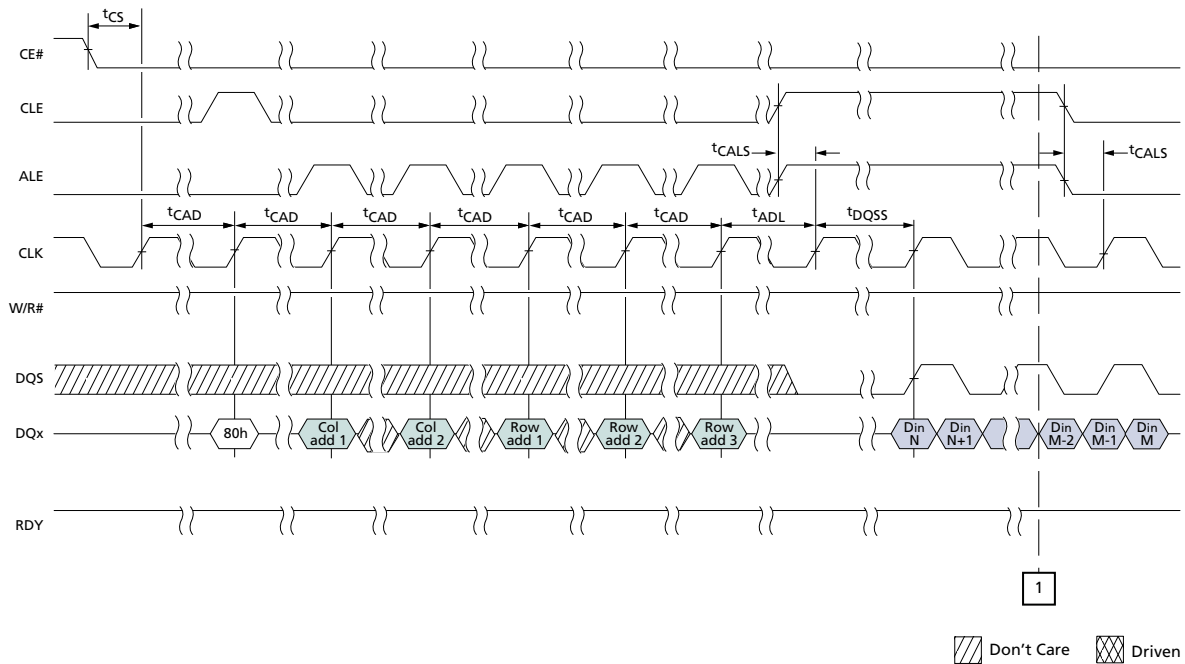 tCS
CE#
CLE
tCALS
tCALS
ALE
tCAD
tCAD
tCAD
tCAD
tCAD
tCAD
tADL
tDQSS
CLK
W/R#
DQS
DQx
80h
Col
add 1
Col
add 2
Row
add 1
Row
add 2
Row
add 3
Din
N
Din
N+1
Din
M-2
Din
M-1
Din
M
RDY
1
Don't Care
Driven